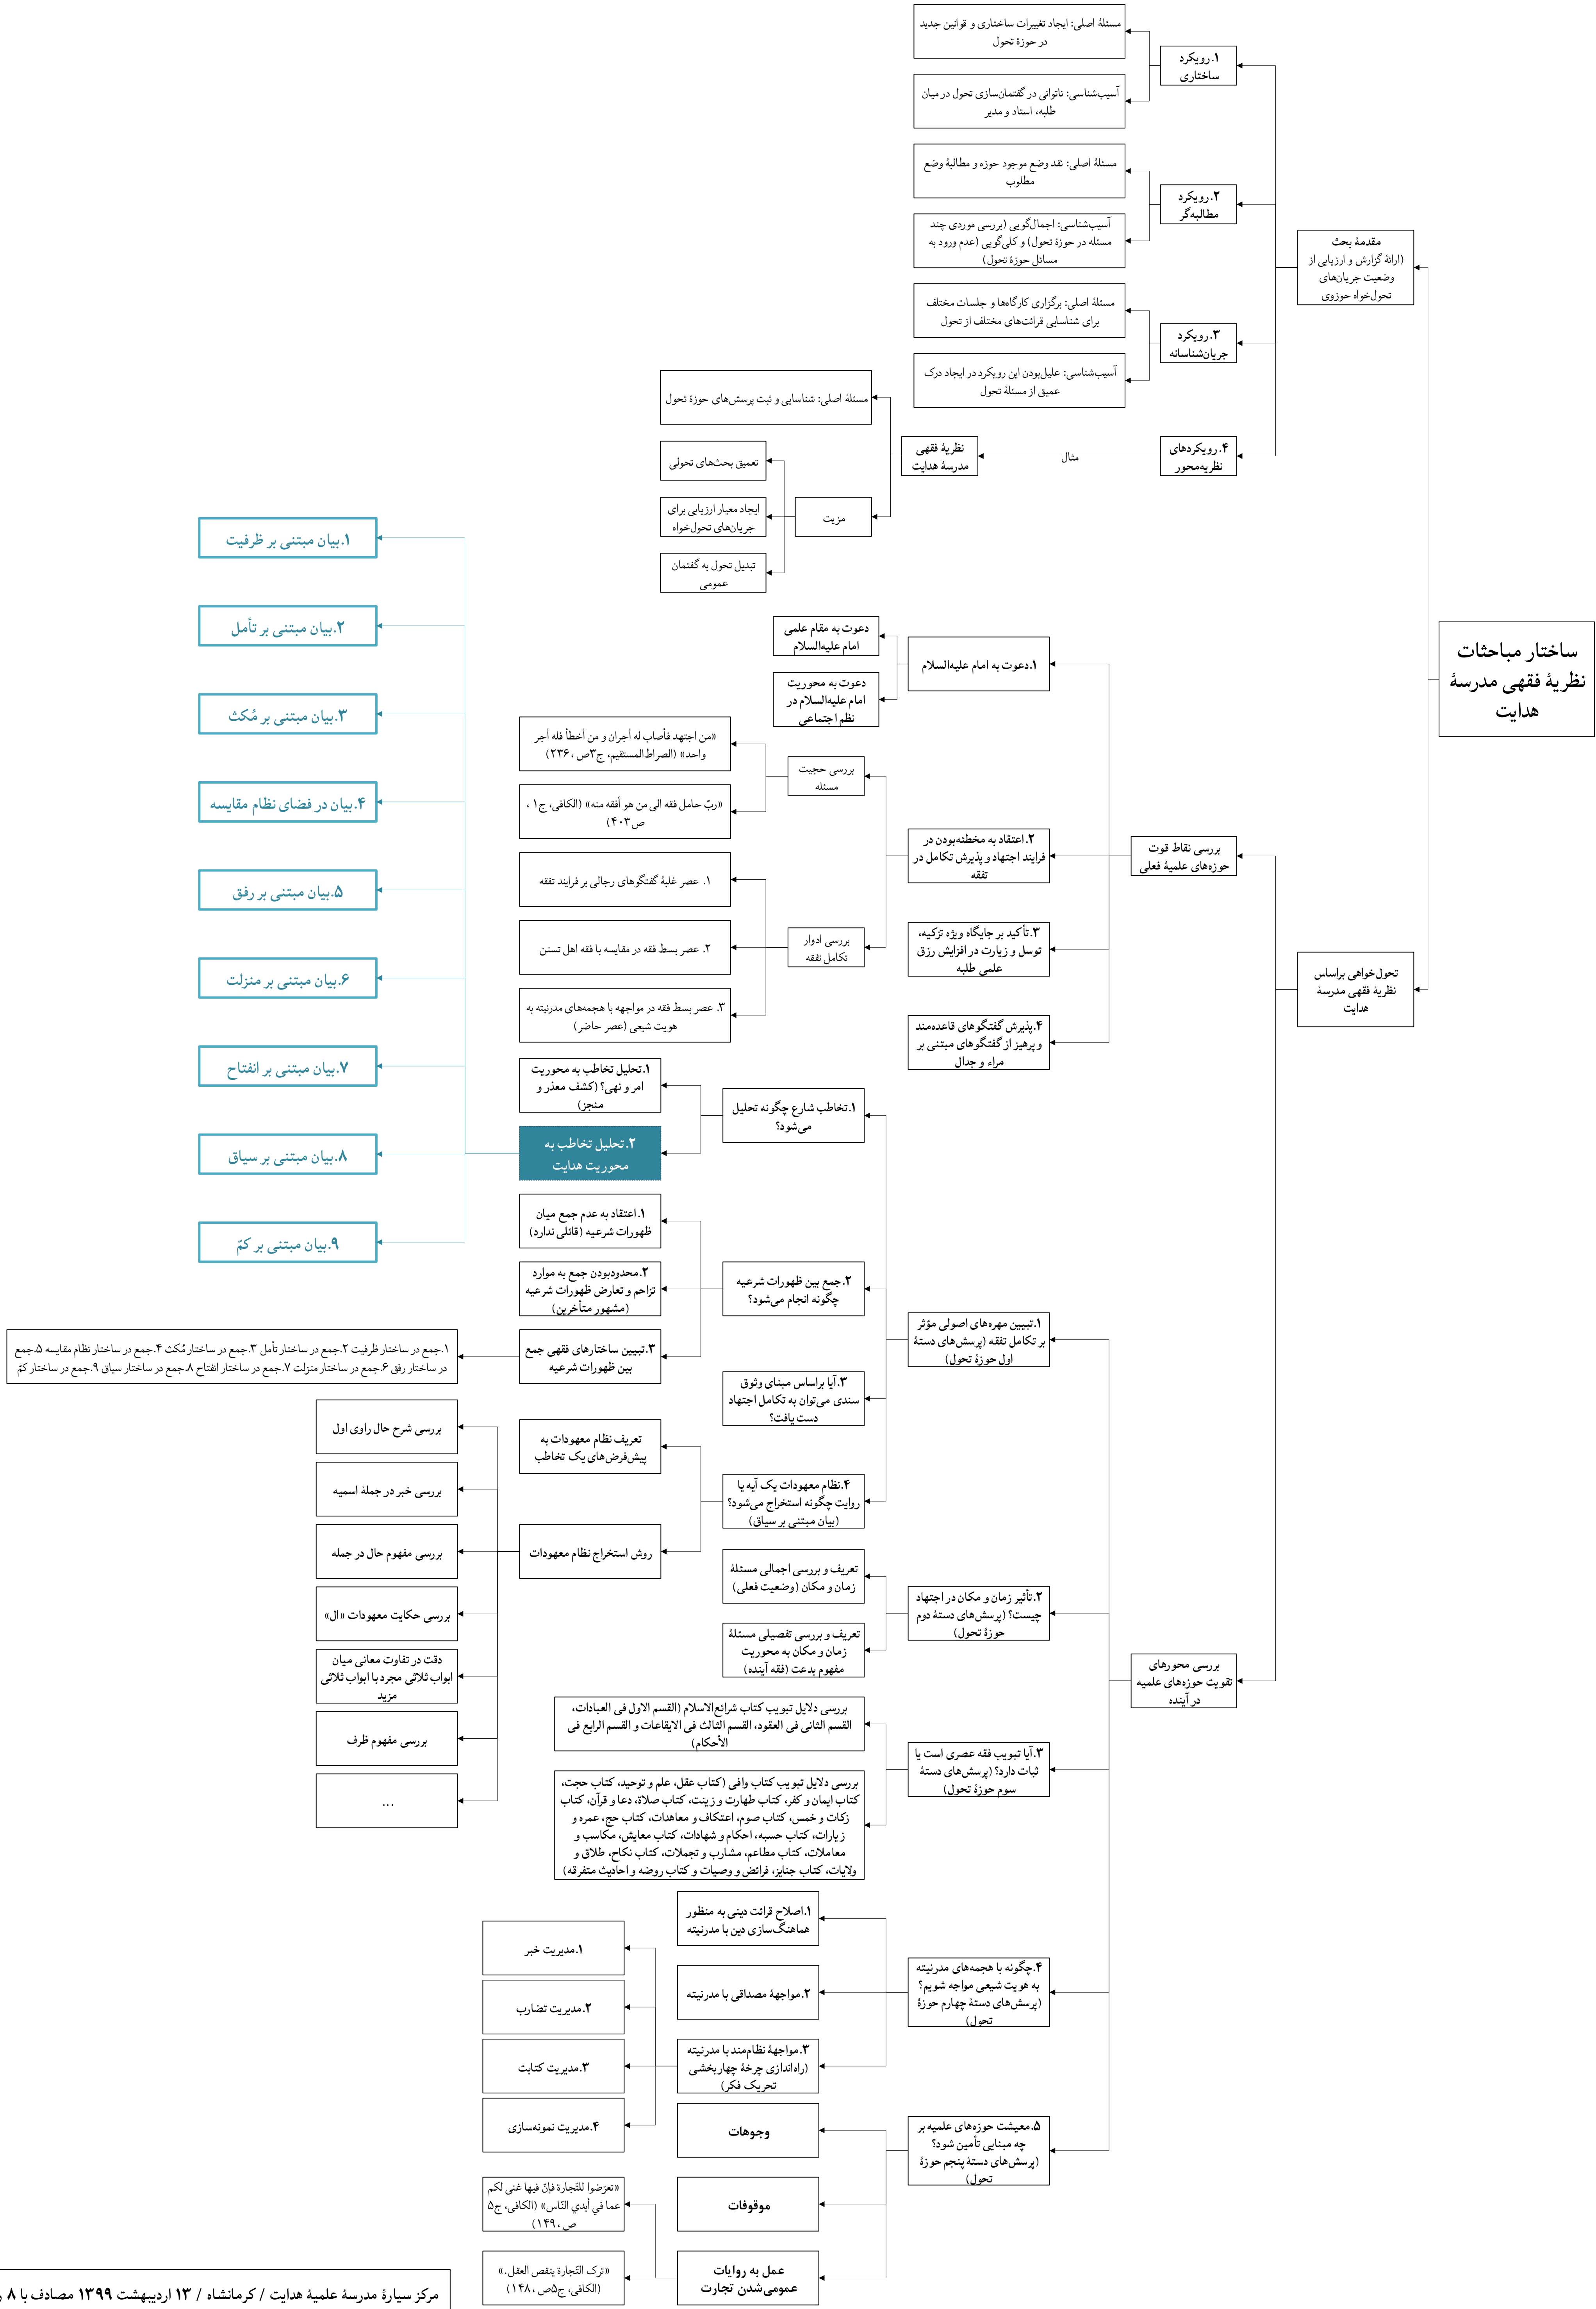 ساختار مباحثات
نظریهٔ فقهی مدرسهٔ
هدایت
مقدمهٔ بحث
(ارائهٔ گزارش و ارزیابی از
وضعیت جریان‌های
تحول‌خواه حوزوی
۱.رویکرد
ساختاری
مسئلهٔ اصلی: ایجاد تغییرات ساختاری و قوانین جدید
در حوزهٔ تحول
آسیب‌شناسی: ناتوانی در گفتمان‌سازی تحول در میان
طلبه، استاد و مدیر
۲.رویکرد
مطالبه‌گر
مسئلهٔ اصلی: نقد وضع موجود حوزه و مطالبهٔ وضع
مطلوب
آسیب‌شناسی: اجمال‌گویی (بررسی موردی چند
مسئله در حوزهٔ تحول) و کلی‌گویی (عدم ورود به
مسائل حوزهٔ تحول)
۳.رویکرد
جریان‌شناسانه
مسئلهٔ اصلی: برگزاری کارگاه‌ها و جلسات مختلف
برای شناسایی قرائت‌های مختلف از تحول
آسیب‌شناسی: علیل‌بودن این رویکرد در ایجاد درک
عمیق از مسئلهٔ تحول
۴.رویکردهای
نظریه‌محور
مثال
نظریهٔ فقهی
مدرسهٔ هدایت
مسئلهٔ اصلی: شناسایی و ثبت پرسش‌های حوزهٔ تحول
مزیت
تعمیق بحث‌های تحولی
ایجاد معیار ارزیابی برای
جریان‌های تحول‌خواه
تبدیل تحول به گفتمان
عمومی
تحول‌خواهی براساس
نظریهٔ فقهی مدرسهٔ
هدایت
بررسی نقاط قوت
حوزه‌های علمیهٔ فعلی
۱.دعوت به امام علیه‌السلام
دعوت به مقام علمی
امام علیه‌السلام
دعوت به محوریت
امام علیه‌السلام در
نظم اجتماعی
۲.اعتقاد به مخطئه‌بودن در
فرایند اجتهاد و پذیرش تکامل در
تفقه
بررسی حجیت
مسئله
«من اجتهد فأصاب له أجران و من أخطأ فله أجر
واحد» (الصراط‌المستقیم، ج۳ص ،۲۳۶)
«ربّ حامل فقه الی من هو أفقه منه» (الکافی، ج۱ ،
ص۴۰۳)
بررسی ادوار
تکامل تفقه
۱. عصر غلبهٔ گفتگوهای رجالی بر فرایند تفقه
۲. عصر بسط فقه در مقایسه با فقه اهل تسنن
۳. عصر بسط فقه در مواجهه با هجمه‌های مدرنیته به
هویت شیعی (عصر حاضر)
۳.تأکید بر جایگاه ویژه تزکیه،
توسل و زیارت در افزایش رزق
علمی طلبه
۴.پذیرش گفتگوهای قاعده‌مند
و پرهیز از گفتگوهای مبتنی بر
مراء و جدال
بررسی محورهای
تقویت حوزه‌های علمیه
در آینده
۱.تبیین مهره‌های اصولی مؤثر
بر تکامل تفقه (پرسش‌های دستهٔ
اول حوزهٔ تحول)
۱.تخاطب شارع چگونه تحلیل
می‌شود؟
۱.تحلیل تخاطب به محوریت
امر و نهی؟ (کشف معذر و
منجز)
۲.تحلیل تخاطب به
محوریت هدایت
۱.بیان مبتنی بر ظرفیت
۲.بیان مبتنی بر تأمل
۳.بیان مبتنی بر مُکث
۴.بیان در فضای نظام مقایسه
۵.بیان مبتنی بر رفق
۶.بیان مبتنی بر منزلت
۷.بیان مبتنی بر انفتاح
۸.بیان مبتنی بر سیاق
۹.بیان مبتنی بر کمّ
۲.جمع بین ظهورات شرعیه
چگونه انجام می‌شود؟
۱.اعتقاد به عدم جمع میان
ظهورات شرعیه (قائلی ندارد)
۲.محدودبودن جمع به موارد
تزاحم و تعارض ظهورات شرعیه
(مشهور متأخرین)
۳.تبیین ساختارهای فقهی جمع
بین ظهورات شرعیه
۱.جمع در ساختار ظرفیت ۲.جمع در ساختار تأمل ۳.جمع در ساختار مُکث ۴.جمع در ساختار نظام مقایسه ۵.جمع
در ساختار رفق ۶.جمع در ساختار منزلت ۷.جمع در ساختار انفتاح ۸.جمع در ساختار سیاق ۹.جمع در ساختار کمّ
۳.آیا براساس مبنای وثوق
سندی می‌توان به تکامل اجتهاد
دست یافت؟
۴.نظام معهودات یک آیه یا
روایت چگونه استخراج می‌شود؟
(بیان مبتنی بر سیاق)
تعریف نظام معهودات به
پیش‌فرض‌های یک تخاطب
روش استخراج نظام معهودات
بررسی شرح حال راوی اول
بررسی خبر در جملهٔ اسمیه
بررسی مفهوم حال در جمله
بررسی حکایت معهودات «ال»
دقت در تفاوت معانی میان
ابواب ثلاثی مجرد با ابواب ثلاثی
مزید
بررسی مفهوم ظرف
...
۲.تأثیر زمان و مکان در اجتهاد
چیست؟ (پرسش‌های دستهٔ دوم
حوزهٔ تحول)
تعریف و بررسی اجمالی مسئلهٔ
زمان و مکان (وضعیت فعلی)
تعریف و بررسی تفصیلی مسئلهٔ
زمان و مکان به محوریت
مفهوم بدعت (فقه آینده)
۳.آیا تبویب فقه عصری است یا
ثبات دارد؟ (پرسش‌های دستهٔ
سوم حوزهٔ تحول)
بررسی دلایل تبویب کتاب شرائع‌الاسلام (القسم الاول فی العبادات،
القسم الثانی فی العقود، القسم الثالث فی الایقاعات و القسم الرابع فی
الأحکام)
بررسی دلایل تبویب کتاب وافی (کتاب عقل، علم و توحید، کتاب حجت،
کتاب ایمان و کفر، کتاب طهارت و زینت، کتاب صلاة، دعا و قرآن، کتاب
زکات و خمس، کتاب صوم، اعتکاف و معاهدات، کتاب حج، عمره و
زیارات، کتاب حسبه، احکام و شهادات، کتاب معایش، مکاسب و
معاملات، کتاب مطاعم، مشارب و تجملات، کتاب نکاح، طلاق و
ولایات، کتاب جنایز، فرائض و وصیات و کتاب روضه و احادیث متفرقه)
۴.چگونه با هجمه‌های مدرنیته
به هویت شیعی مواجه شویم؟
(پرسش‌های دستهٔ چهارم حوزهٔ
تحول)
۱.اصلاح قرائت دینی به منظور
هماهنگ‌سازی دین با مدرنیته
۲.مواجههٔ مصداقی با مدرنیته
۳.مواجههٔ نظام‌مند با مدرنیته
(راه‌اندازی چرخهٔ چهاربخشی
تحریک فکر)
۱.مدیریت خبر
۲.مدیریت تضارب
۳.مدیریت کتابت
۴.مدیریت نمونه‌سازی
۵.معیشت حوزه‌های علمیه بر
چه مبنایی تأمین شود؟
(پرسش‌های دستهٔ پنجم حوزهٔ
تحول)
وجوهات
موقوفات
عمل به روایات
عمومی‌شدن تجارت
«تعرّضوا للتّجارة فإنّ فیها غنی لکم
عما في أیدي النّاس» (الکافی، ج۵
ص ،۱۴۹)
«ترک التّجارة ینقص العقل.»
(الکافی، ج۵ص ،۱۴۸)
مرکز سیارهٔ مدرسهٔ علمیهٔ هدایت / کرمانشاه / ۱۳ اردیبهشت ۱۳۹۹ مصادف با ۸